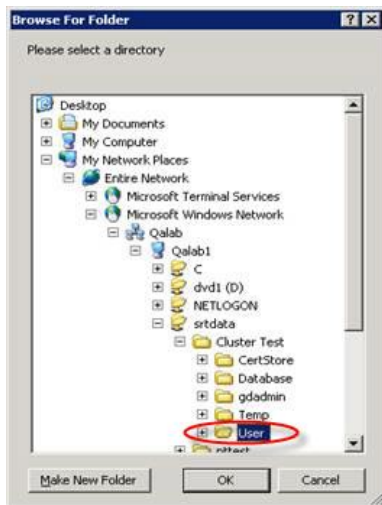 Browse For Folder
Please select a directory
Desktop
My Documents
My Computer
My Network Places
Entire Network
Microsoft Terminal Services
Microsoft Windows Network
Qalab
Qalab1
C
dvd1 (D)
NETLOGON
srtdata
Cluster Test
CertStore
Database
gdadmin
Temp
User
Make New Folder
OK
Cancel